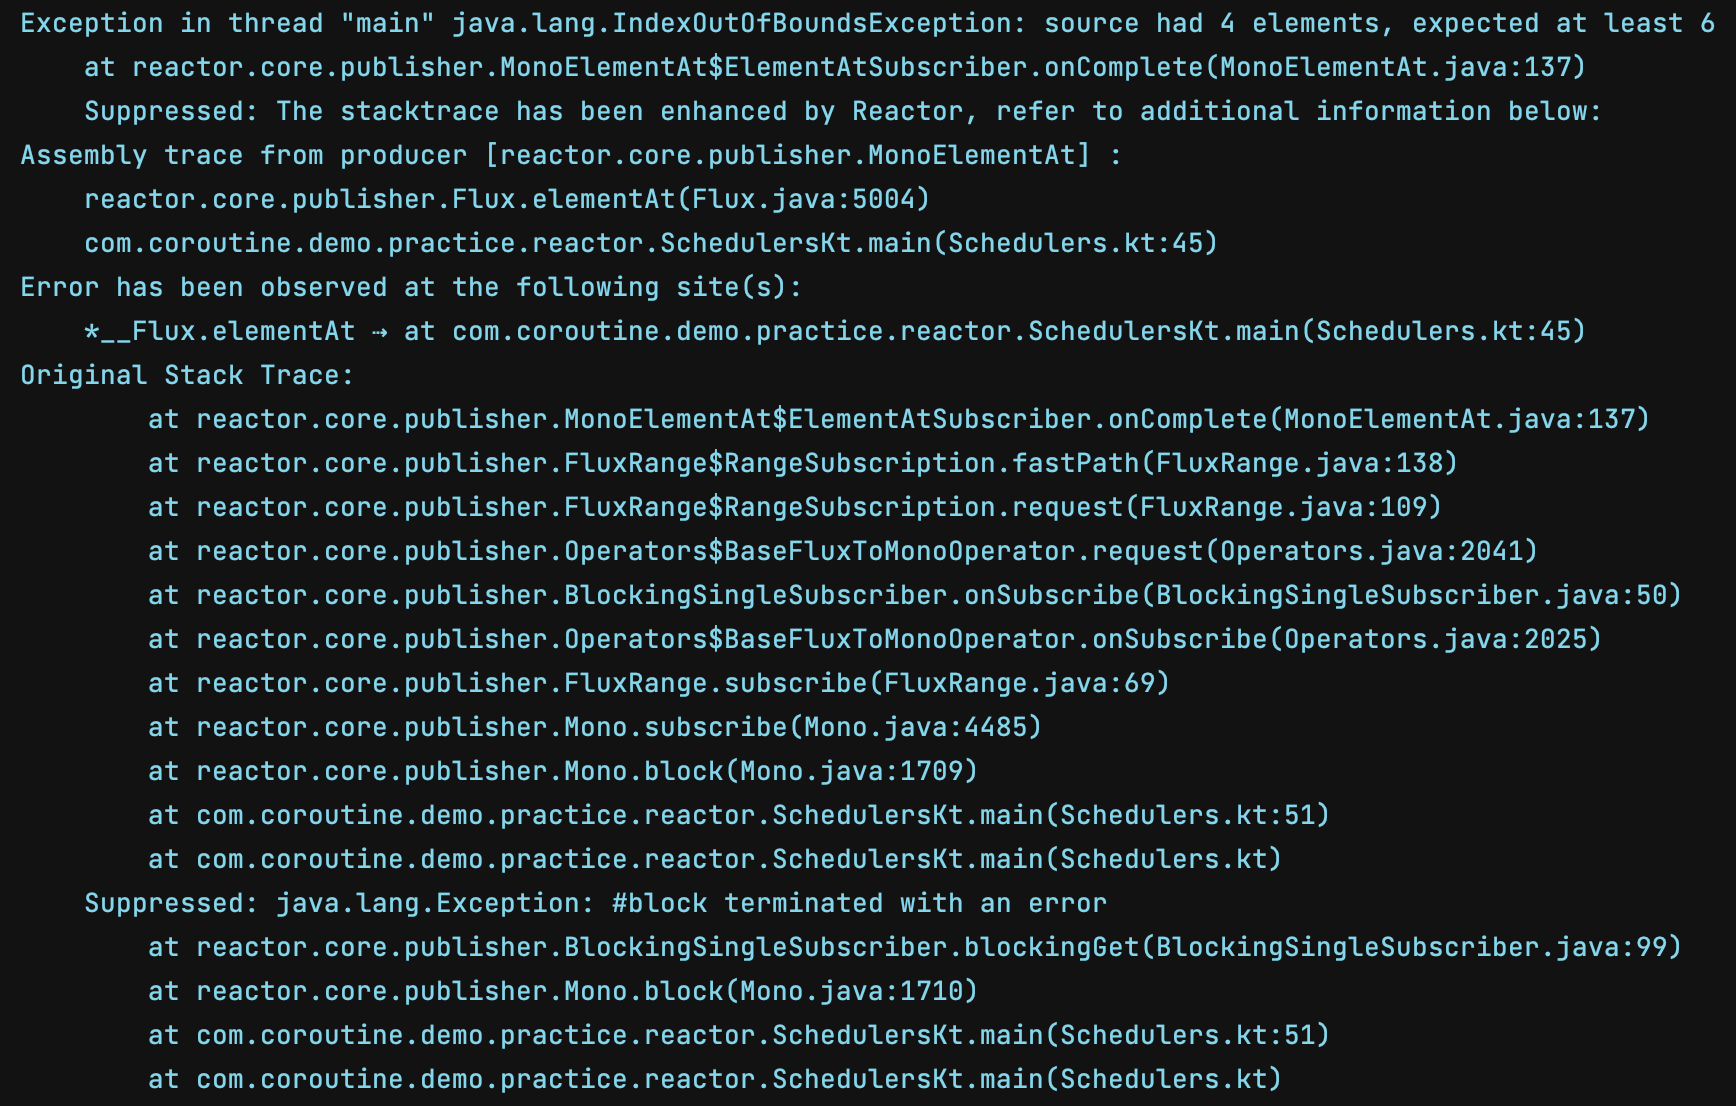 Exception in thread "main" java.lang.IndexOutOfBoundsException: source had 4 elements, expected at least 6
at reactor.core.publisher.MonoElementAt$ElementAtSubscriber.onComplete(MonoElementAt.java:137)
Suppressed: The stacktrace has been enhanced by Reactor, refer to additional information below:
Assembly trace from producer [reactor.core.publisher.MonoElementAt] :
reactor.core.publisher.Flux.elementAt(Flux.java:5004)
com.coroutine.demo.practice.reactor.SchedulersKt.main(Schedulers.kt:45)
Error has been observed at the following site(s):
*__Flux.elementAt ⇢ at com.coroutine.demo.practice.reactor.SchedulersKt.main(Schedulers.kt:45)
Original Stack Trace:
at reactor.core.publisher.MonoElementAt$ElementAtSubscriber.onComplete(MonoElementAt.java:137)
at reactor.core.publisher.FluxRange$RangeSubscription.fastPath(FluxRange.java:138)
at reactor.core.publisher.FluxRange$RangeSubscription.request(FluxRange.java:109)
at reactor.core.publisher.Operators$BaseFluxToMonoOperator.request(Operators.java:2041)
at reactor.core.publisher.BlockingSingleSubscriber.onSubscribe(BlockingSingleSubscriber.java:50)
at reactor.core.publisher.Operators$BaseFluxToMonoOperator.onSubscribe(Operators.java:2025)
at reactor.core.publisher.FluxRange.subscribe(FluxRange.java:69)
at reactor.core.publisher.Mono.subscribe(Mono.java:4485)
at reactor.core.publisher.Mono.block(Mono.java:1709)
at com.coroutine.demo.practice.reactor.SchedulersKt.main(Schedulers.kt:51)
at com.coroutine.demo.practice.reactor.SchedulersKt.main(Schedulers.kt)
Suppressed: java.lang.Exception: #block terminated with an error
at reactor.core.publisher.BlockingSingleSubscriber.blockingGet(BlockingSingleSubscriber.java:99)
at reactor.core.publisher.Mono.block(Mono.java:1710)
at com.coroutine.demo.practice.reactor.SchedulersKt.main(Schedulers.kt:51)
at com.coroutine.demo.practice.reactor.SchedulersKt.main(Schedulers.kt)